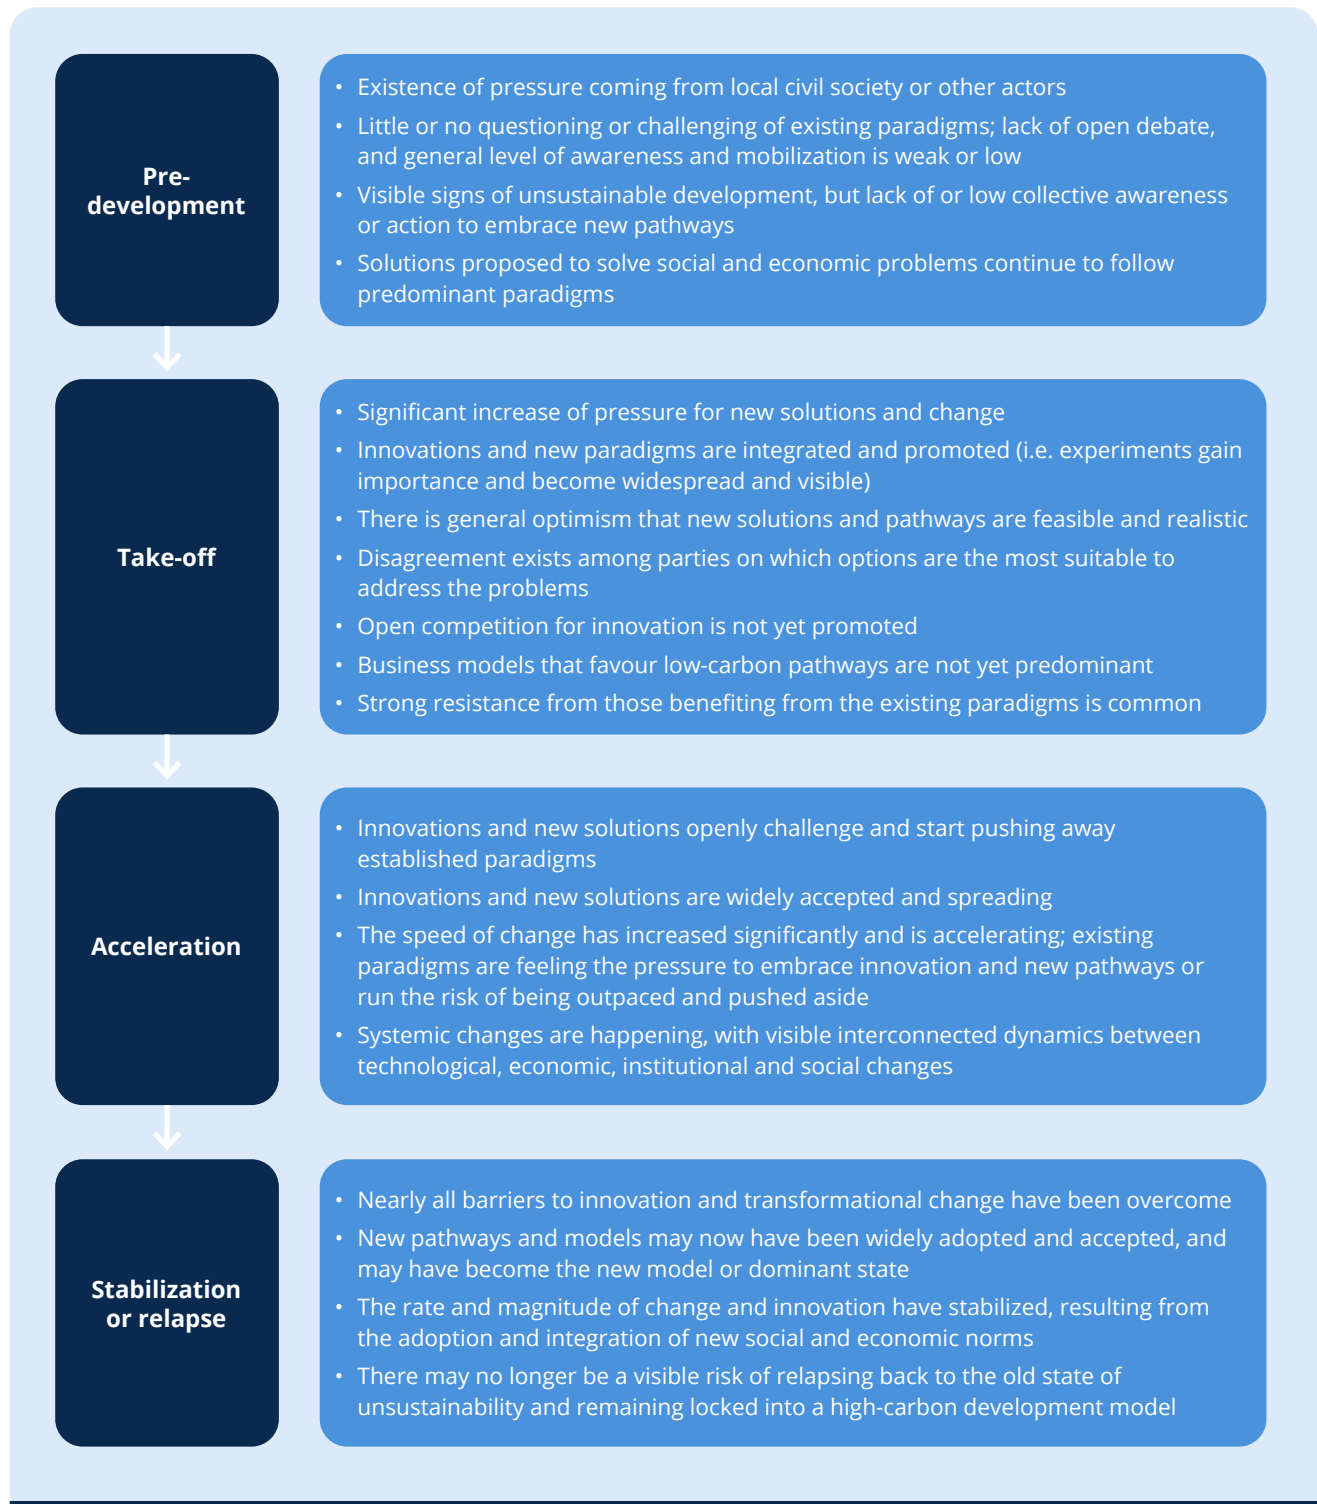 Pre-
development
• Existence of pressure coming from local civil society or other actors
• Little or no questioning or challenging of existing paradigms; lack of open debate,
and general level of awareness and mobilization is weak or low
• Visible signs of unsustainable development, but lack of or low collective awareness
or action to embrace new pathways
• Solutions proposed to solve social and economic problems continue to follow
predominant paradigms
Take-off
• Significant increase of pressure for new solutions and change
• Innovations and new paradigms are integrated and promoted (i.e. experiments gain
importance and become widespread and visible)
• There is general optimism that new solutions and pathways are feasible and realistic
• Disagreement exists among parties on which options are the most suitable to
address the problems
• Open competition for innovation is not yet promoted
• Business models that favour low-carbon pathways are not yet predominant
• Strong resistance from those benefiting from the existing paradigms is common
Acceleration
• Innovations and new solutions openly challenge and start pushing away
established paradigms
• Innovations and new solutions are widely accepted and spreading
• The speed of change has increased significantly and is accelerating; existing
paradigms are feeling the pressure to embrace innovation and new pathways or
run the risk of being outpaced and pushed aside
• Systemic changes are happening, with visible interconnected dynamics between
technological, economic, institutional and social changes
Stabilization
or relapse
• Nearly all barriers to innovation and transformational change have been overcome
• New pathways and models may now have been widely adopted and accepted, and
may have become the new model or dominant state
• The rate and magnitude of change and innovation have stabilized, resulting from
the adoption and integration of new social and economic norms
• There may no longer be a visible risk of relapsing back to the old state of
unsustainability and remaining locked into a high-carbon development model